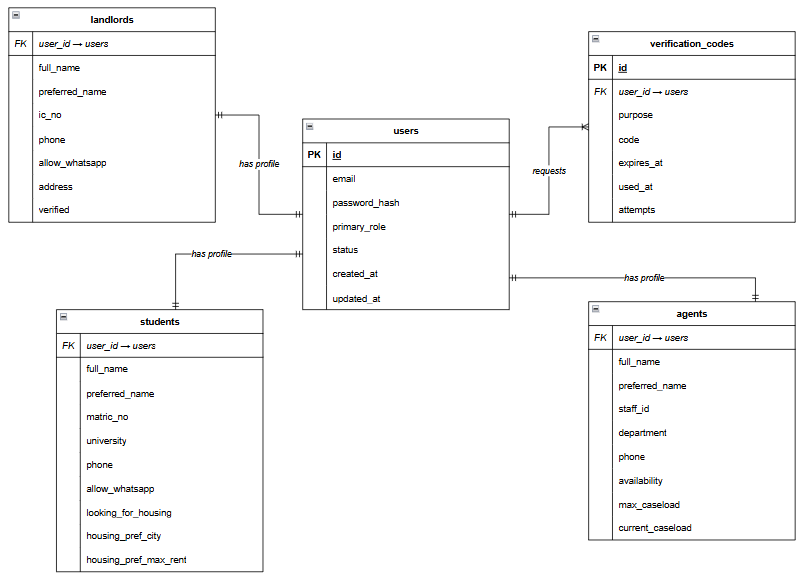 landlords
FK user_id → users
full_name
preferred_name
ic_no
phone
allow_whatsapp
address
verified
verification_codes
PK id
FK user_id → users
purpose
code
expires_at
used_at
attempts
users
PK id
email
password_hash
primary_role
status
created_at
updated_at
has profile
requests
has profile
has profile
students
FK user_id → users
full_name
preferred_name
matric_no
university
phone
allow_whatsapp
looking_for_housing
housing_pref_city
housing_pref_max_rent
agents
FK user_id → users
full_name
preferred_name
staff_id
department
phone
availability
max_caseload
current_caseload